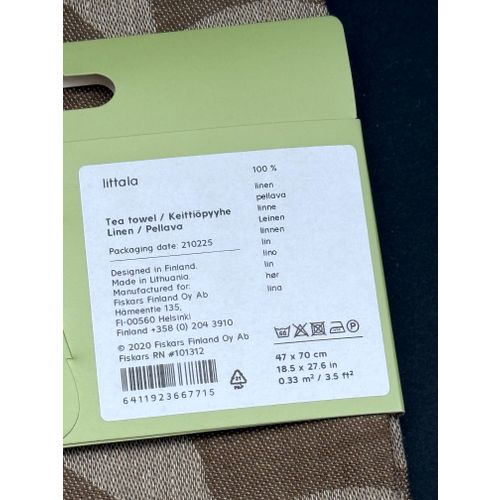 Iittala
Tea towel / Keittiöpyyhe
Linen / Pellava
Packaging date: 210225
Designed in Finland.
Made in Lithuania.
Manufactured for:
Fiskars Finland Oy Ab
Hämeentie 135,
FI-00560 Helsinki
Finland +358 (0) 204 3910
© 2020 Fiskars Finland Oy Ab
Fiskars RN #101312
6411923667715
100 %
linen
pellava
linne
Leinen
linnen
lin
lino
lin
hør
lina
47 x 70 cm
18.5 x 27.6 in
0.33 m² / 3.5 ft²